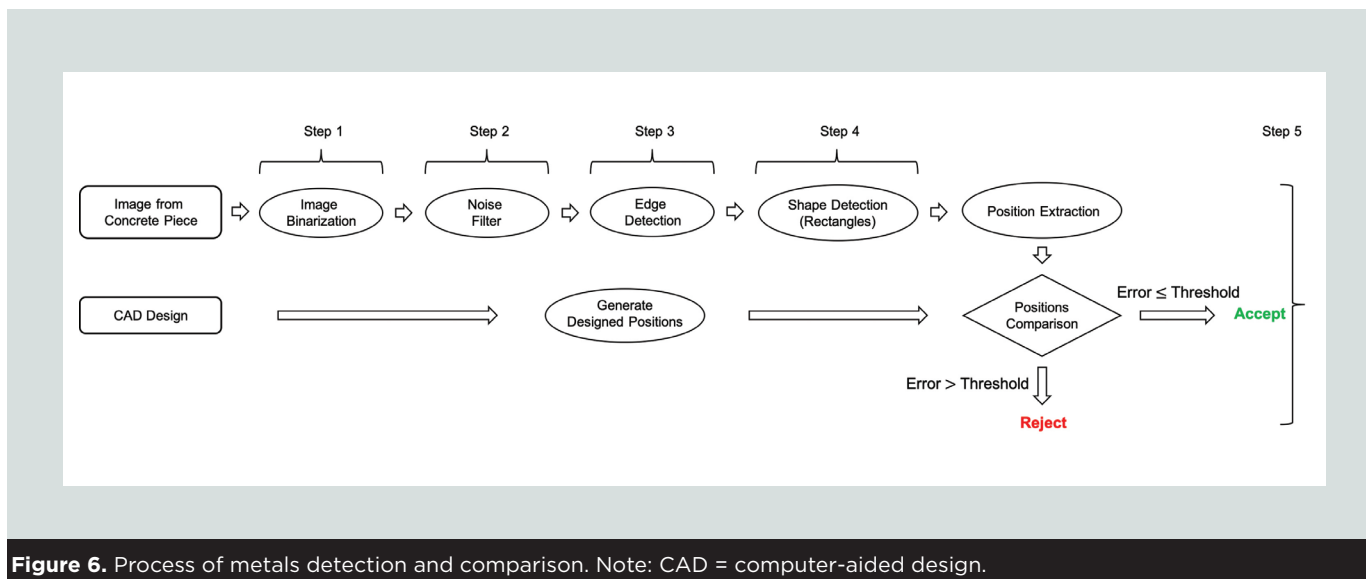 Step 1
Step 2
Step 3
Step 4
Step 5
Image from
Concrete Piece
Image
Binarization
Noise
Filter
Edge
Detection
Shape Detection
(Rectangles)
Position Extraction
CAD Design
Generate
Designed Positions
Positions
Comparison
Error ≤ Threshold
Accept
Error > Threshold
Reject
Figure 6. Process of metals detection and comparison. Note: CAD = computer-aided design.